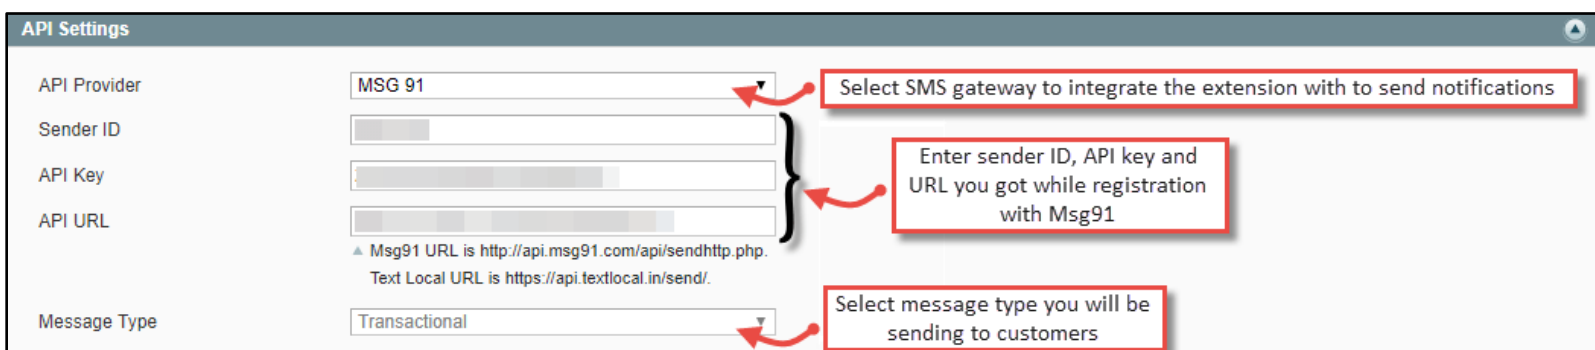 API Settings
API Provider
MSG 91
Select SMS gateway to integrate the extension with to send notifications
Sender ID
API Key
Enter sender ID, API key and
URL you got while registration
with Msg91
API URL
Msg91 URL is http://api.msg91.com/api/sendhttp.php.
Text Local URL is https://api.textlocal.in/send/.
Message Type
Transactional
Select message type you will be
sending to customers